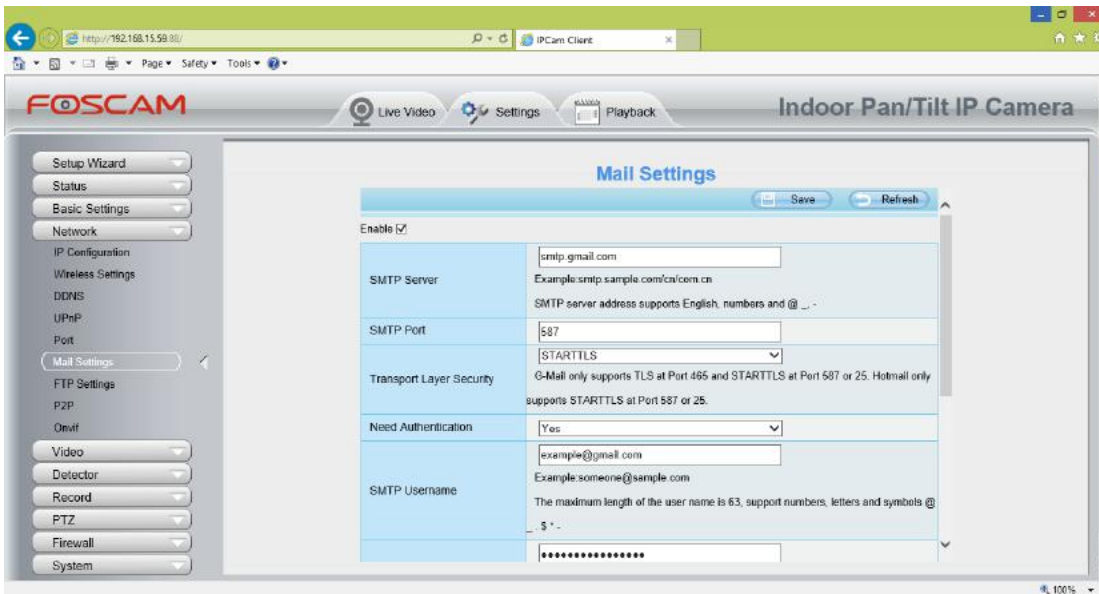 http://192.168.15.59:88/
IPCam Client
Page
Safety
Tools
FOSCAM
Live Video
Settings
Playback
Indoor Pan/Tilt IP Camera
Setup Wizard
Status
Basic Settings
Network
IP Configuration
Wireless Settings
DDNS
UPnP
Port
Mail Settings
FTP Settings
P2P
Onvif
Video
Detector
Record
PTZ
Firewall
System
Mail Settings
Save
Refresh
Enable
SMTP Server
smtp.gmail.com
Example:smtp.sample.com/cn/com.cn
SMTP server address supports English, numbers and @ _ . -
SMTP Port
587
Transport Layer Security
STARTTLS
G-Mail only supports TLS at Port 465 and STARTTLS at Port 587 or 25. Hotmail only
supports STARTTLS at Port 587 or 25.
Need Authentication
Yes
SMTP Username
example@gmail.com
Example:someone@sample.com
The maximum length of the user name is 63, support numbers, letters and symbols @
_ . $ * -
••••••••••••••••
100%